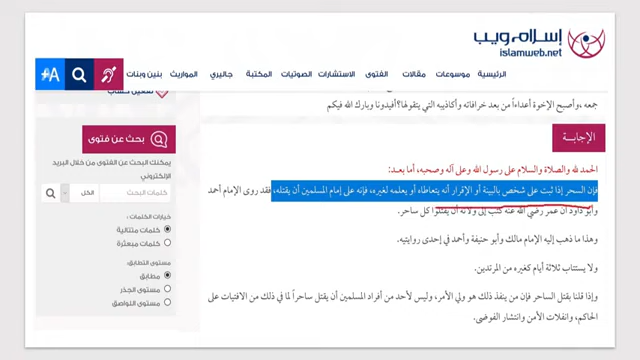 إسلام ويب
islamweb.net
الرئيسية موسوعات مقالات الفتوى الاستشارات الصوتيات المكتبة جاليري المواريث بنين وبنات
A
جمعه ،وأصبح الإخوة أعداءاً من بعد خرافاته وأكاذيبه التي يتقولها؟أفيدونا وبارك الله فيكم
الإجابــة
الحمد لله والصلاة والسلام على رسول الله وعلى آله وصحبه، أما بعـد:
فإن السحر إذا ثبت على شخص بالبينة أو الإقرار أنه يتعاطاه أو يعلمه لغيره، فإنه على إمام المسلمين أن يقتله، فقد روى الإمام أحمد
وأبو داود أن عمر رضي الله عنه كتب إلى ولاته أن يقتلوا كل ساحر.
وهذا ما ذهب إليه الإمام مالك وأبو حنيفة وأحمد في إحدى روايتيه.
ولا يستتاب ثلاثة أيام كغيره من المرتدين.
وإذا قلنا بقتل الساحر فإن من ينفذ ذلك هو ولي الأمر، وليس لأحد من أفراد المسلمين أن يقتل ساحراً لما في ذلك من الافتيات على
الحاكم، وانفلات الأمن وانتشار الفوضى.
بحث عن فتوى
يمكنك البحث عن الفتوى من خلال البريد
الإلكتروني
كلمات البحث
الكل
خيارات الكلمات :
كلمات متتالية
كلمات مبعثرة
مستوى التطابق:
مطابق
مستوى الجذر
مستوى اللواصق